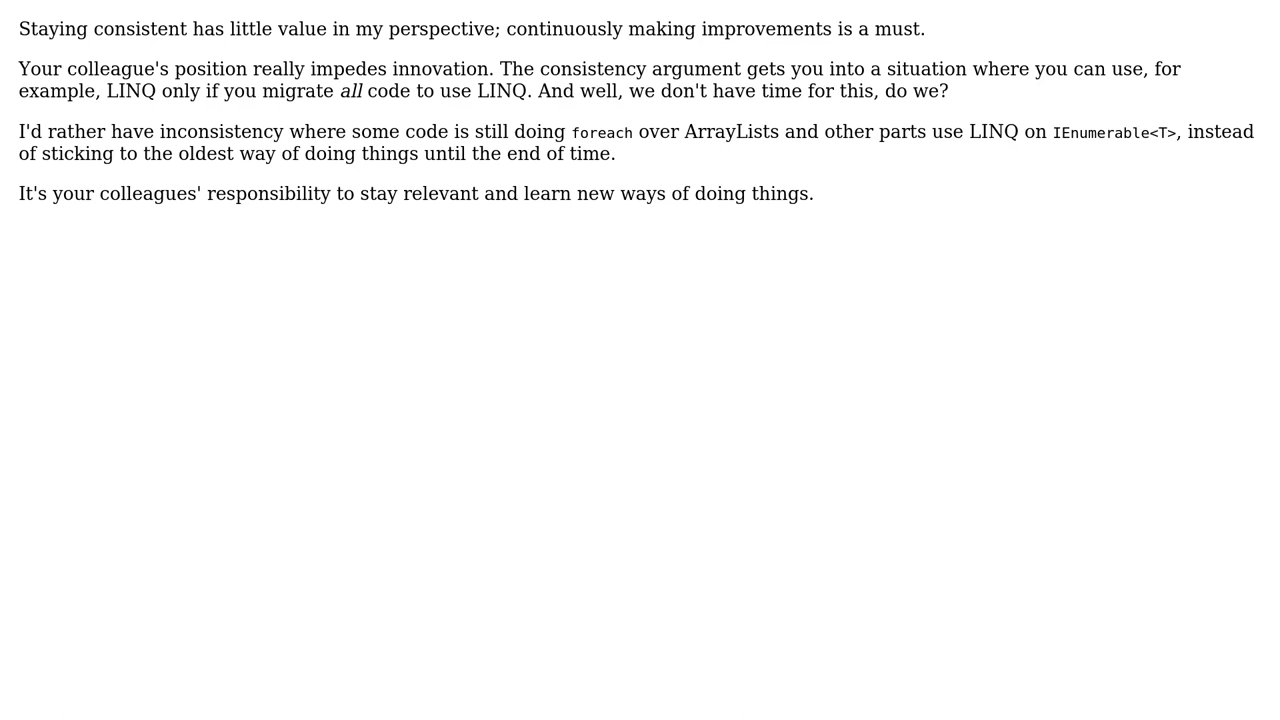 Staying consistent has little value in my perspective; continuously making improvements is a must.
Your colleague's position really impedes innovation. The consistency argument gets you into a situation where you can use, for
example, LINQ only if you migrate all code to use LINQ. And well, we don't have time for this, do we?
I'd rather have inconsistency where some code is still doing foreach over ArrayLists and other parts use LINQ on IEnumerable<T>, instead
of sticking to the oldest way of doing things until the end of time.
It's your colleagues' responsibility to stay relevant and learn new ways of doing things.